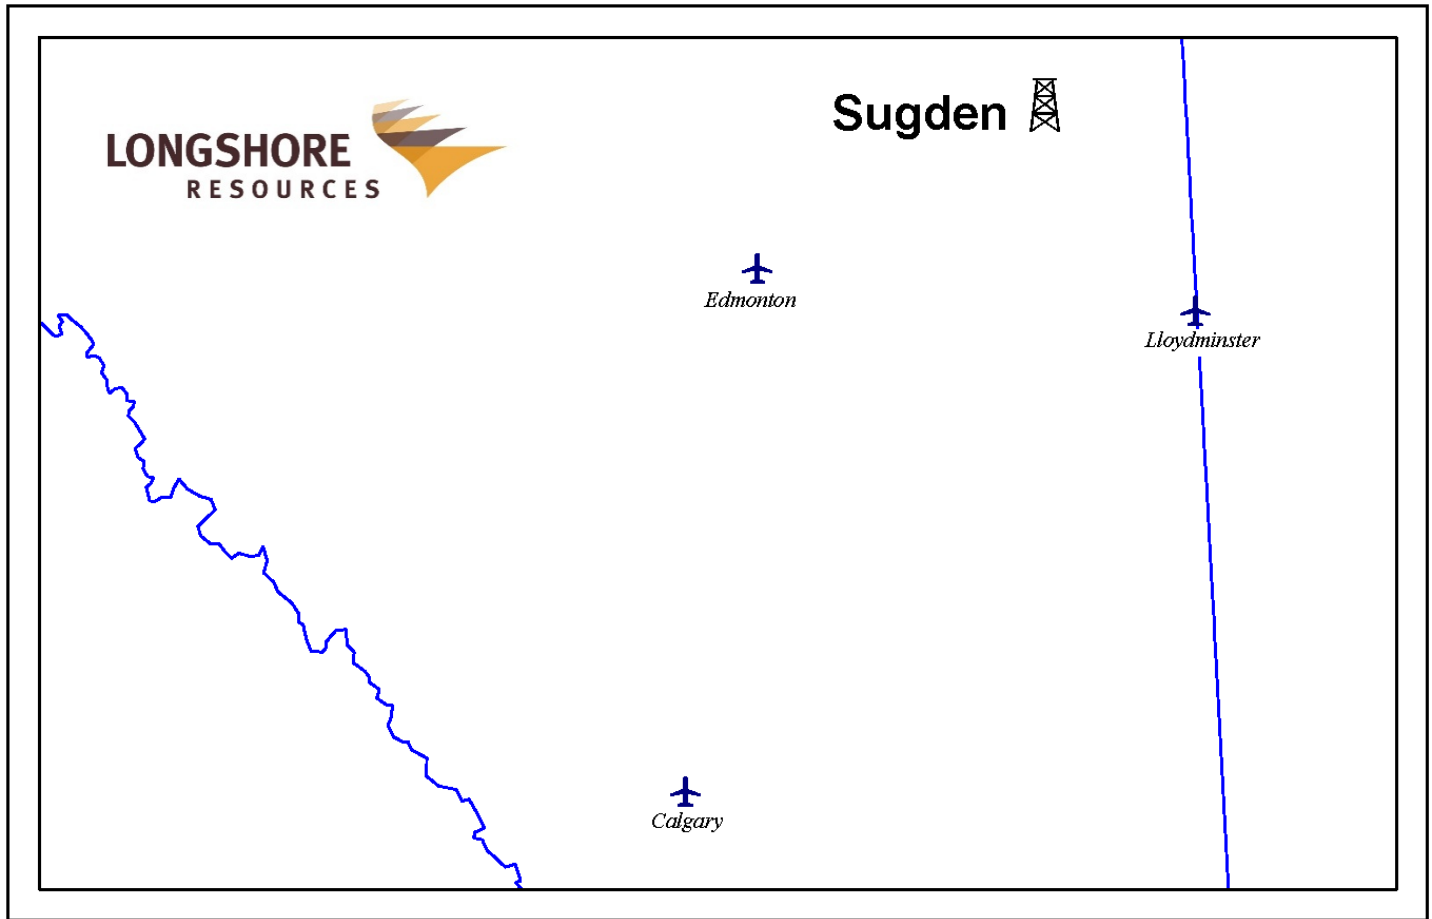 Sugden
LONGSHORE
RESOURCES
Edmonton
Lloydminster
Calgary